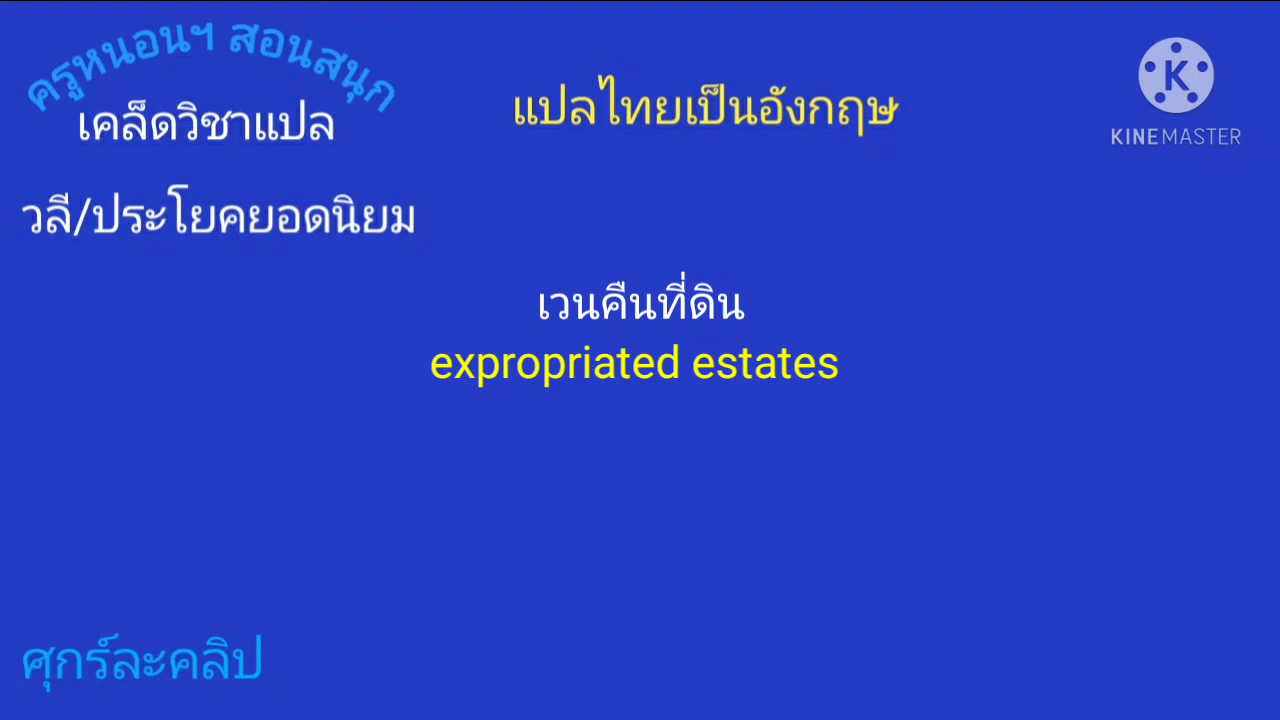 ครูหนอนฯ สอนสนุก
เคล็ดวิชาแปล
แปลไทยเป็นอังกฤษ
K
KINEMASTER
วลี/ประโยคยอดนิยม
เวนคืนที่ดิน
expropriated estates
ศุกร์ละคลิป